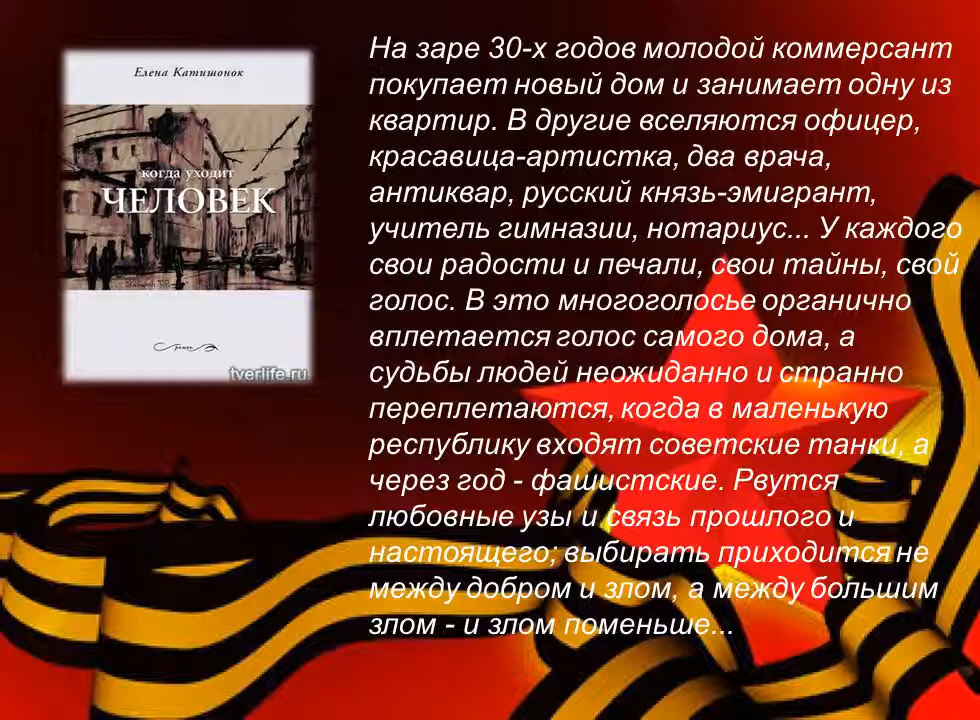 Елена Катишонок
когда уходит
ЧЕЛОВЕК
роман
tverlife.ru
На заре 30-х годов молодой коммерсант
покупает новый дом и занимает одну из
квартир. В другие вселяются офицер,
красавица-артистка, два врача,
антиквар, русский князь-эмигрант,
учитель гимназии, нотариус... У каждого
свои радости и печали, свои тайны, свой
голос. В это многоголосье органично
вплетается голос самого дома, а
судьбы людей неожиданно и странно
переплетаются, когда в маленькую
республику входят советские танки, а
через год - фашистские. Рвутся
любовные узы и связь прошлого и
настоящего; выбирать приходится не
между добром и злом, а между большим
злом - и злом поменьше...